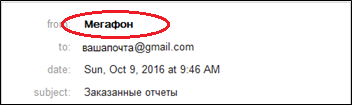 from: Мегафон
to: вашапочта@gmail.com
date: Sun, Oct 9, 2016 at 9:46 AM
subject: Заказанные отчеты